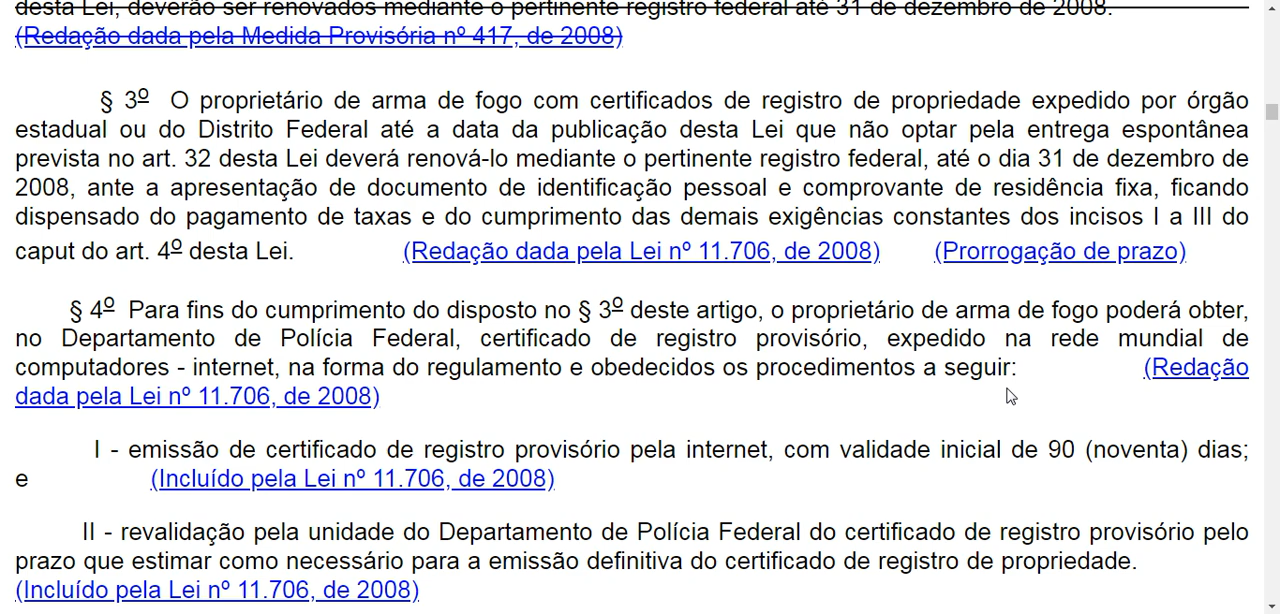 desta Lei, deverão ser renovados mediante o pertinente registro federal até 31 de dezembro de 2008.
(Redação dada pela Medida Provisória nº 417, de 2008)
§ 3º O proprietário de arma de fogo com certificados de registro de propriedade expedido por órgão
estadual ou do Distrito Federal até a data da publicação desta Lei que não optar pela entrega espontânea
prevista no art. 32 desta Lei deverá renová-lo mediante o pertinente registro federal, até o dia 31 de dezembro de
2008, ante a apresentação de documento de identificação pessoal e comprovante de residência fixa, ficando
dispensado do pagamento de taxas e do cumprimento das demais exigências constantes dos incisos I a III do
caput do art. 4º desta Lei. (Redação dada pela Lei nº 11.706, de 2008) (Prorrogação de prazo)
§ 4º Para fins do cumprimento do disposto no § 3º deste artigo, o proprietário de arma de fogo poderá obter,
no Departamento de Polícia Federal, certificado de registro provisório, expedido na rede mundial de
computadores - internet, na forma do regulamento e obedecidos os procedimentos a seguir: (Redação
dada pela Lei nº 11.706, de 2008)
I - emissão de certificado de registro provisório pela internet, com validade inicial de 90 (noventa) dias;
e (Incluído pela Lei nº 11.706, de 2008)
II - revalidação pela unidade do Departamento de Polícia Federal do certificado de registro provisório pelo
prazo que estimar como necessário para a emissão definitiva do certificado de registro de propriedade.
(Incluído pela Lei nº 11.706, de 2008)